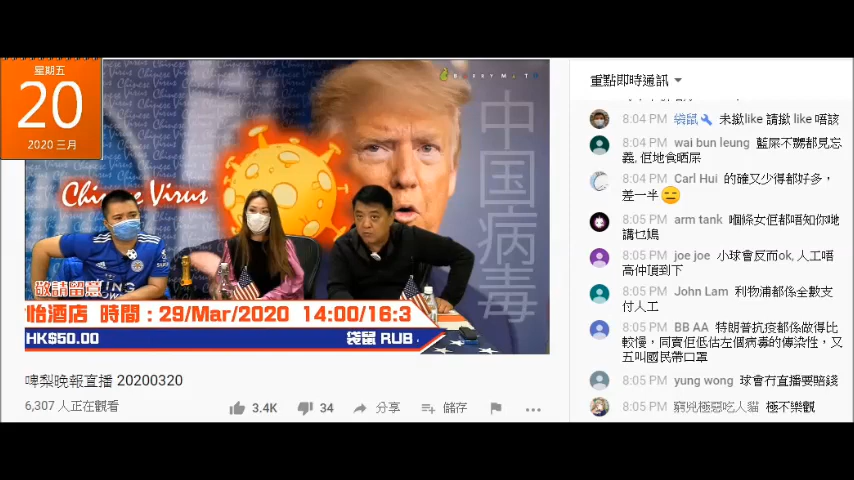 星期五
20
2020 三月
Chinese Virus
中国病毒
敬請留意
怡酒店 時間：29/Mar/2020 14:00/16:3
HK$50.00 袋鼠 RUB
啤梨晚報直播 20200320
6,307 人正在觀看
3.4K 34 分享 儲存
重點即時通訊
8:04 PM 袋鼠 未撳like 請撳 like 唔該
8:04 PM wai bun leung 藍屎不嬲都見忘
義, 佢地食晒屎
8:04 PM Carl Hui 的確又少得都好多，
差一半
8:05 PM arm tank 嗰條女佢都唔知你哋
講乜鳩
8:05 PM joe joe 小球會反而ok, 人工唔
高仲頂到下
8:05 PM John Lam 利物浦都係全數支
付人工
8:05 PM BB AA 特朗普抗疫都係做得比
較慢，同賣佢低估左個病毒的傳染性，又
五叫國民帶口罩
8:05 PM yung wong 球會冇直播要賠錢
8:05 PM 窮兇極惡吃人貓 極不樂觀